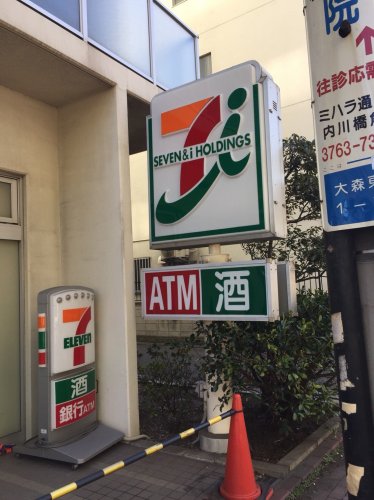 SEVEN&i HOLDINGS
ATM 酒
7
ELEVEN
酒
銀行ATM
院
往診応需
ミハラ通
内川橋
3763-73
大森東
1-